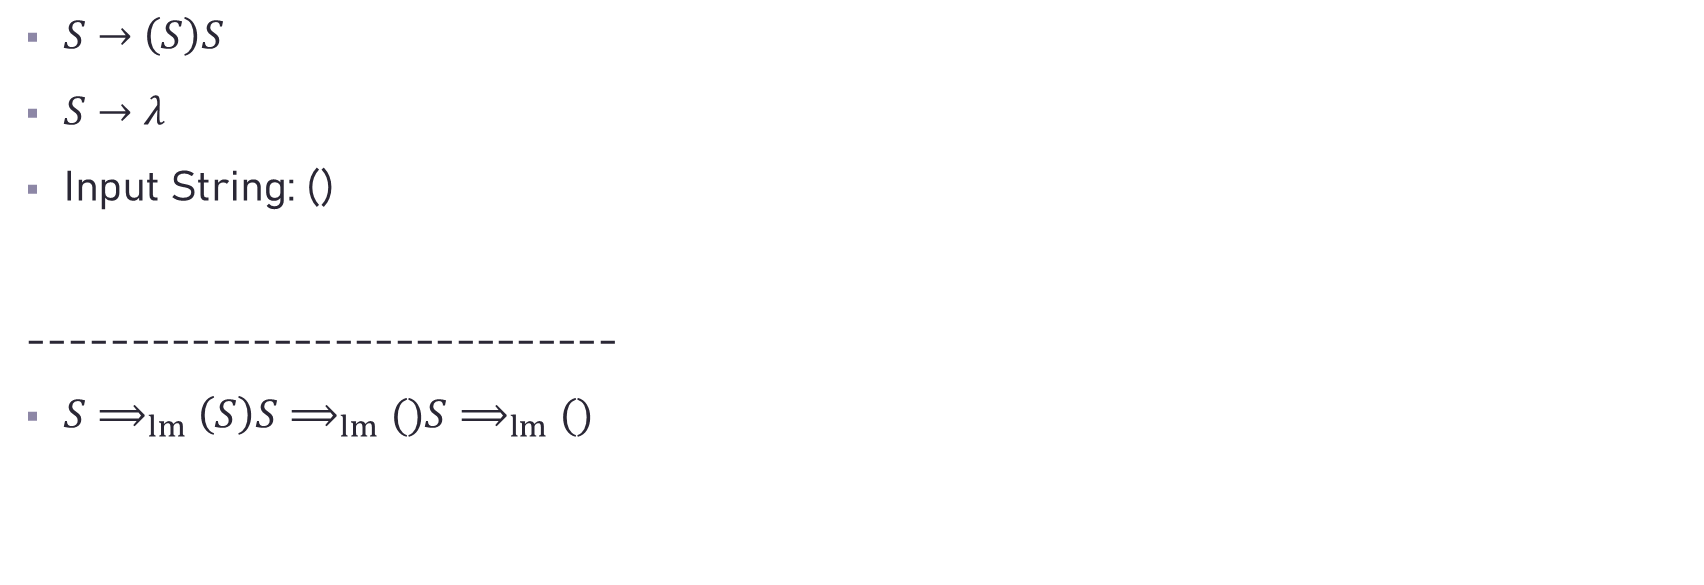 ▪ S → (S)S
▪ S → λ
▪ Input String: ()
-----------------------------
▪ S ⟹lm (S)S ⟹lm ()S ⟹lm ()